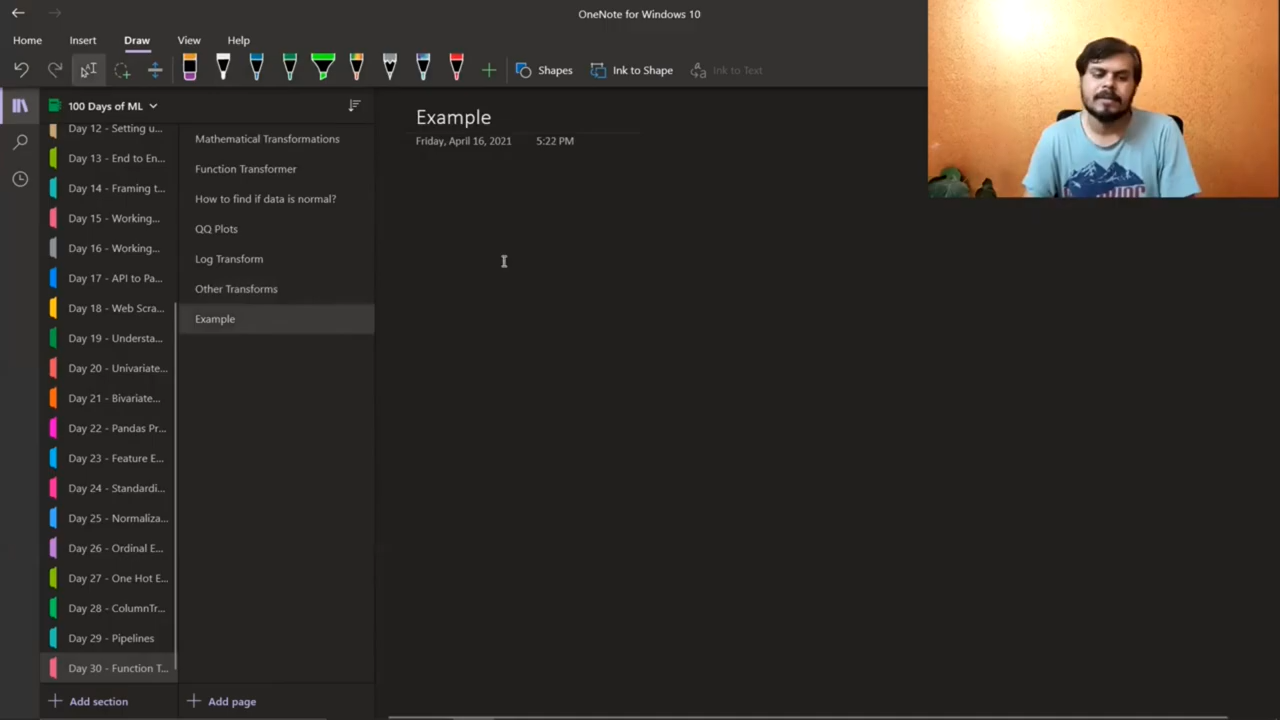 OneNote for Windows 10
Home Insert Draw View Help
Shapes Ink to Shape Ink to Text
100 Days of ML
Day 12 - Setting u...
Day 13 - End to En...
Day 14 - Framing t...
Day 15 - Working...
Day 16 - Working...
Day 17 - API to Pa...
Day 18 - Web Scra...
Day 19 - Understa...
Day 20 - Univariate...
Day 21 - Bivariate...
Day 22 - Pandas Pr...
Day 23 - Feature E...
Day 24 - Standardi...
Day 25 - Normaliza...
Day 26 - Ordinal E...
Day 27 - One Hot E...
Day 28 - ColumnTr...
Day 29 - Pipelines
Day 30 - Function T...
Add section
Mathematical Transformations
Function Transformer
How to find if data is normal?
QQ Plots
Log Transform
Other Transforms
Example
Add page
Example
Friday, April 16, 2021 5:22 PM